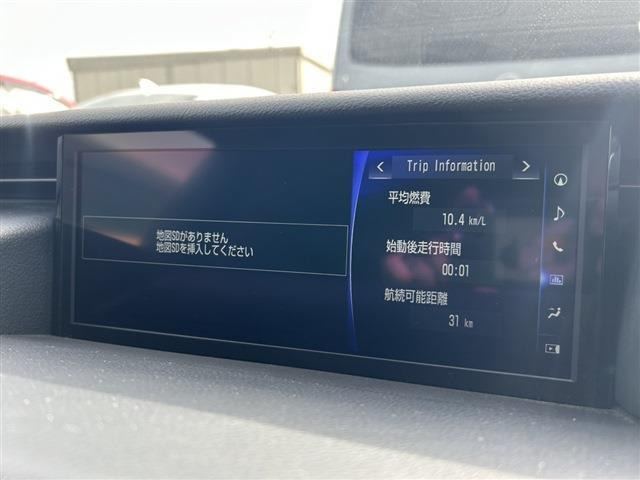 地図SDがありません
地図SDを挿入してください
< Trip Information >
平均燃費
10.4 km/L
始動後走行時間
00:01
航続可能距離
31 km